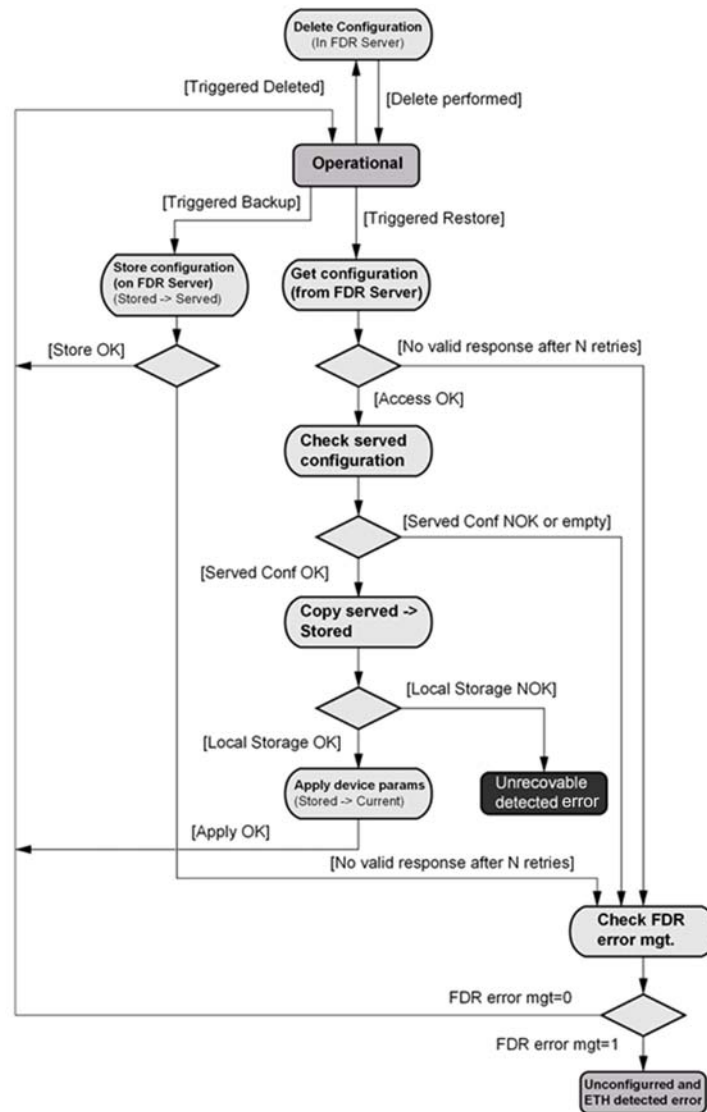 Delete Configuration
(In FDR Server)
[Triggered Deleted]
[Delete performed]
Operational
[Triggered Backup]
[Triggered Restore]
Store configuration
(on FDR Server)
(Stored -> Served)
Get configuration
(from FDR Server)
[Store OK]
[No valid response after N retries]
[Access OK]
Check served
configuration
[Served Conf NOK or empty]
[Served Conf OK]
Copy served ->
Stored
[Local Storage NOK]
[Local Storage OK]
Apply device params
(Stored -> Current)
Unrecovable
detected error
[Apply OK]
[No valid response after N retries]
Check FDR
error mgt.
FDR error mgt=0
FDR error mgt=1
Unconfigurred and
ETH detected error